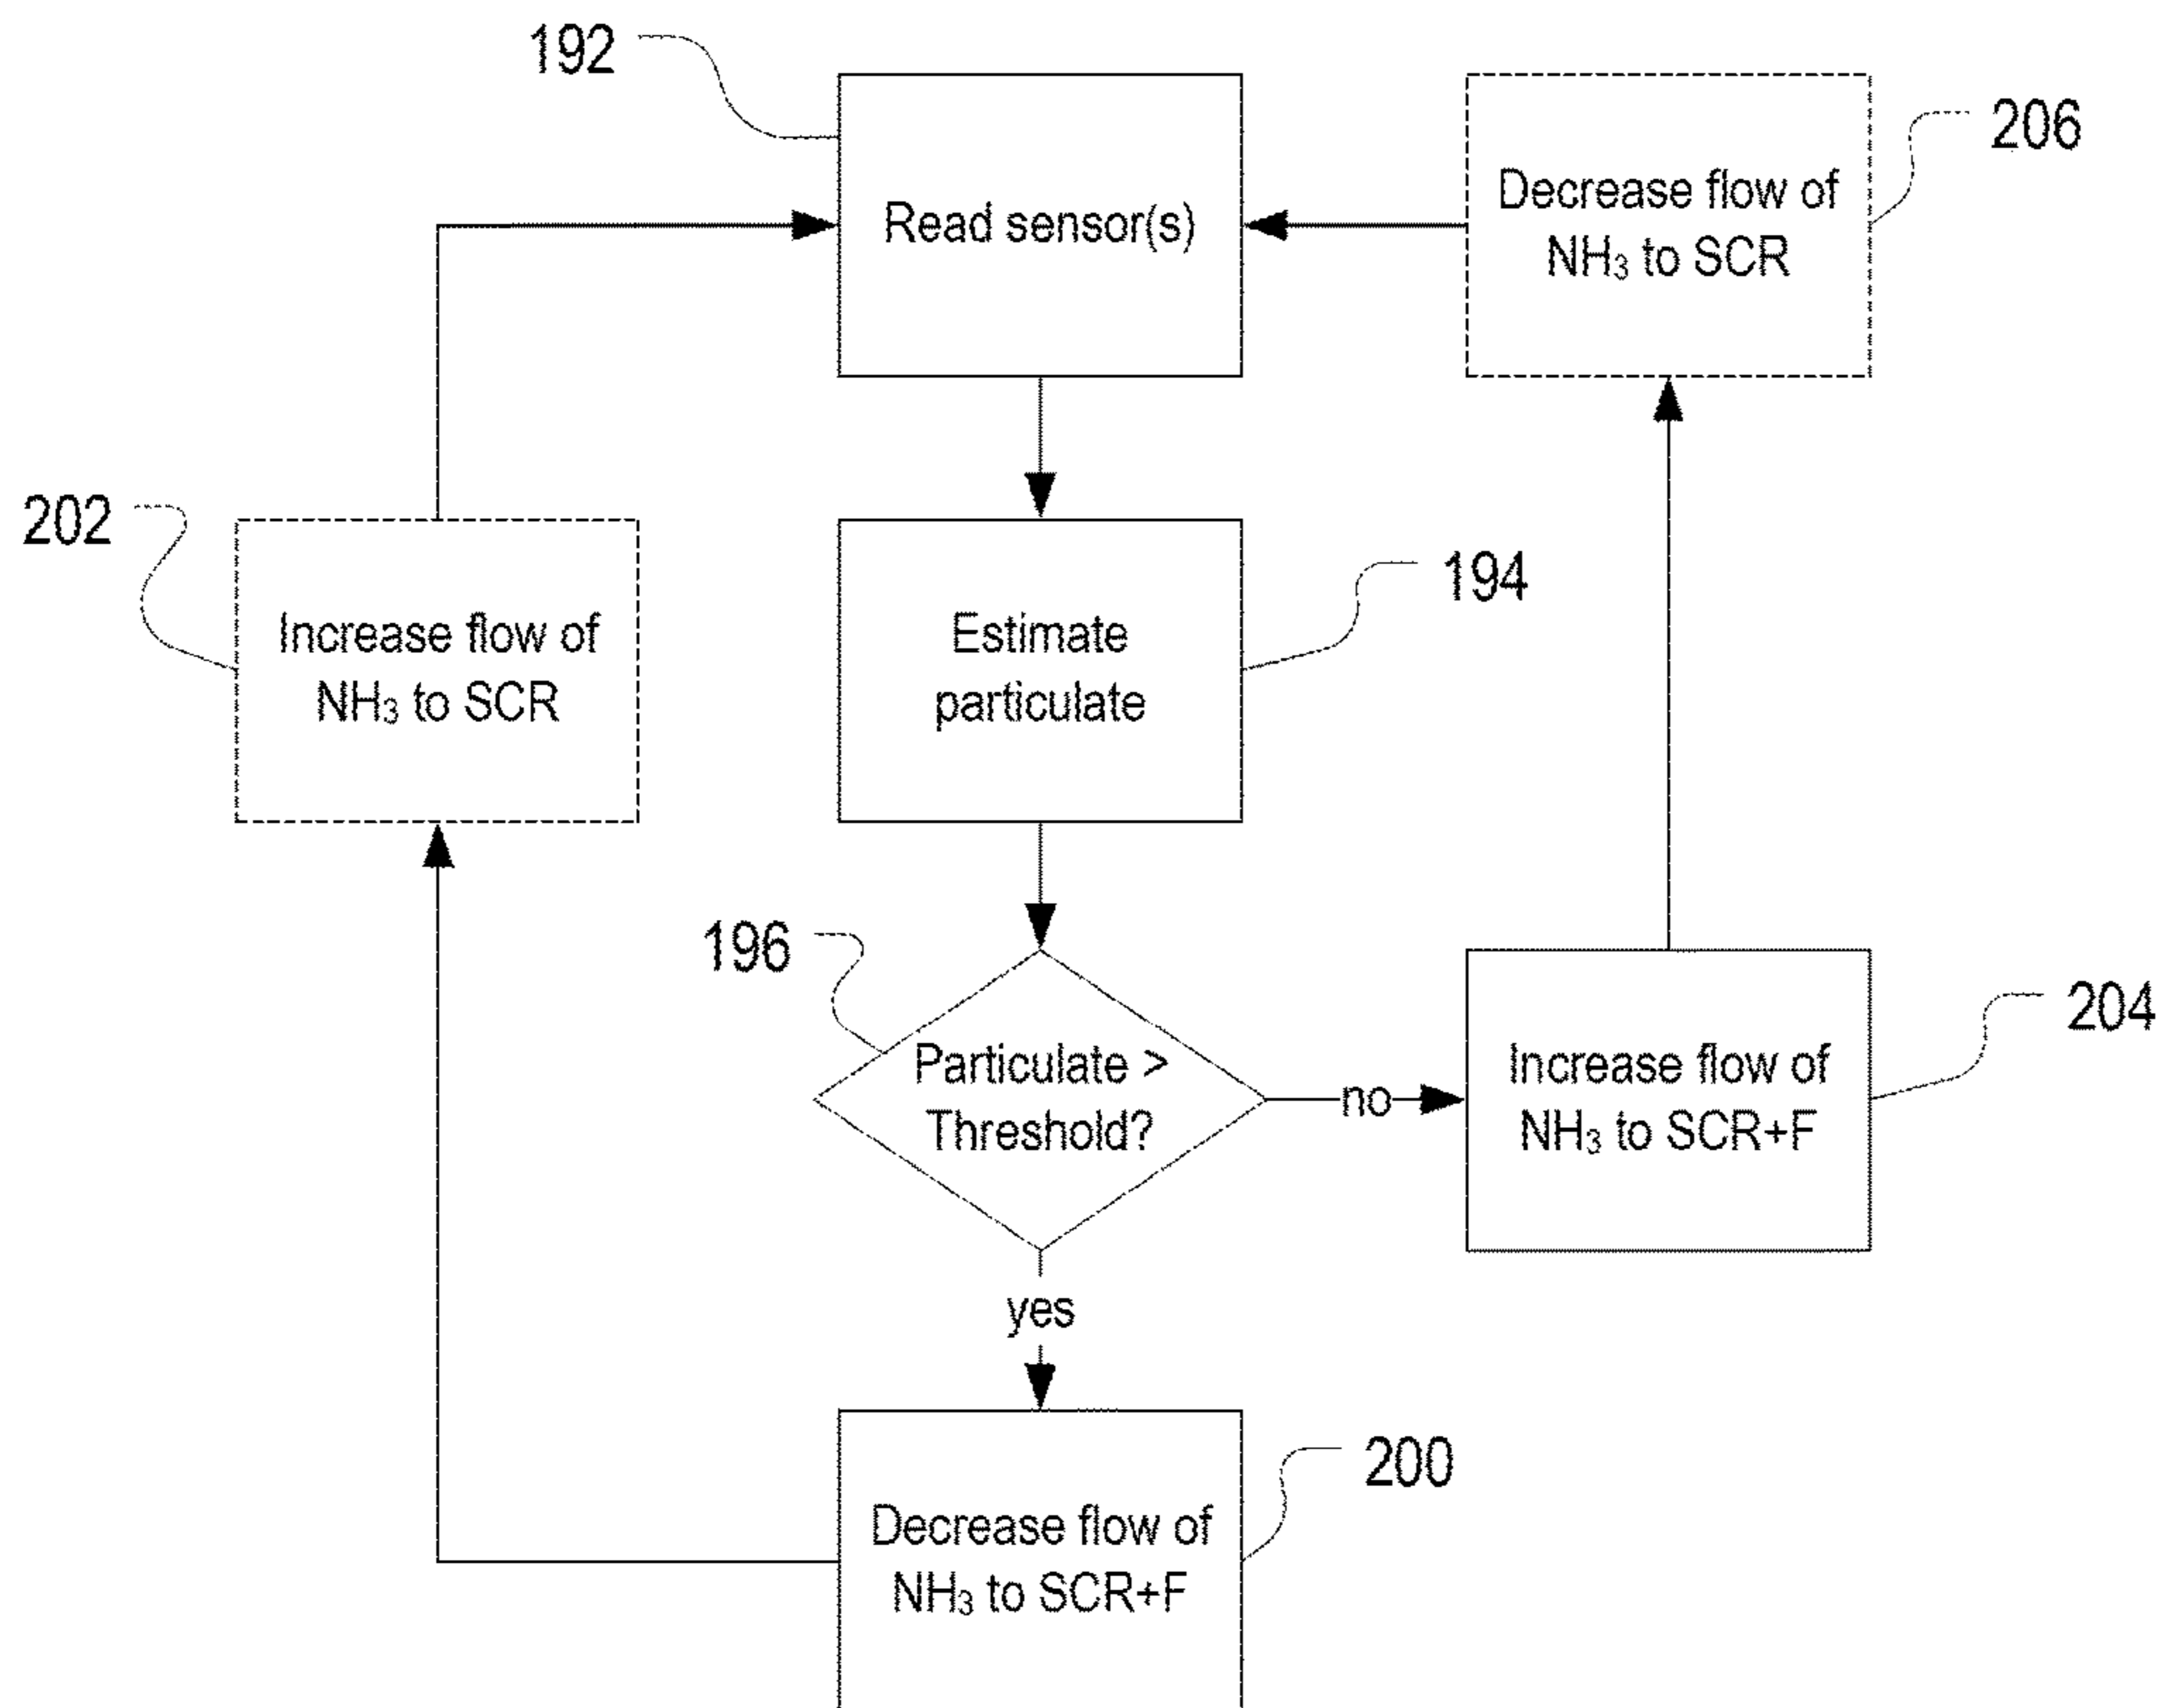 192
Read sensor(s)
206
Decrease flow of
NH₃ to SCR
202
Increase flow of
NH₃ to SCR
194
Estimate
particulate
196
Particulate >
Threshold?
no
204
Increase flow of
NH₃ to SCR+F
yes
200
Decrease flow of
NH₃ to SCR+F